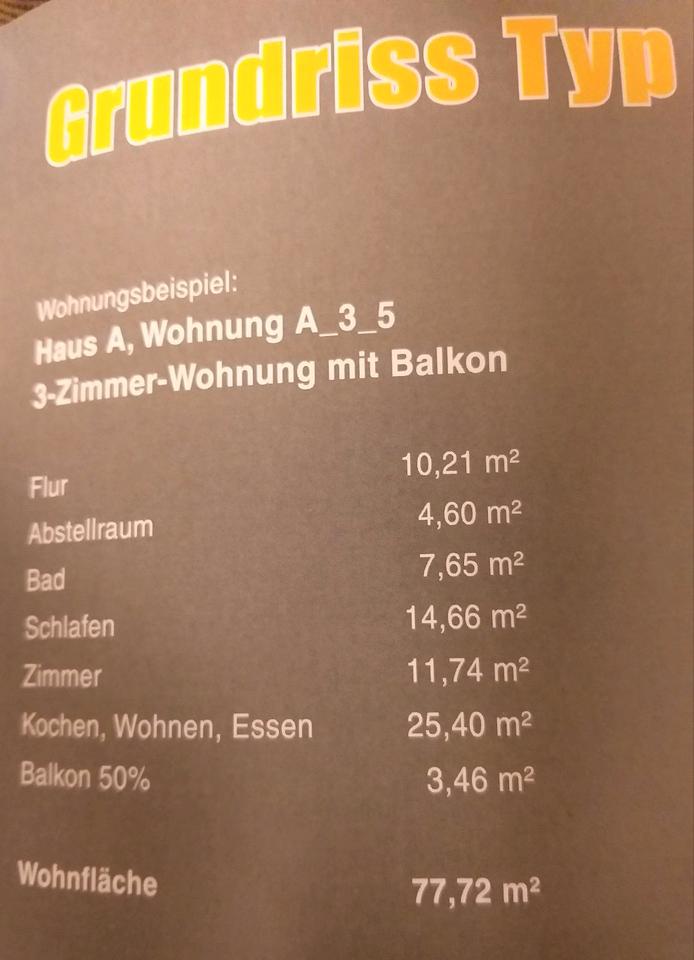 Grundriss Typ
Wohnungsbeispiel:
Haus A, Wohnung A_3_5
3-Zimmer-Wohnung mit Balkon
Flur 10,21 m²
Abstellraum 4,60 m²
Bad 7,65 m²
Schlafen 14,66 m²
Zimmer 11,74 m²
Kochen, Wohnen, Essen 25,40 m²
Balkon 50% 3,46 m²
Wohnfläche 77,72 m²